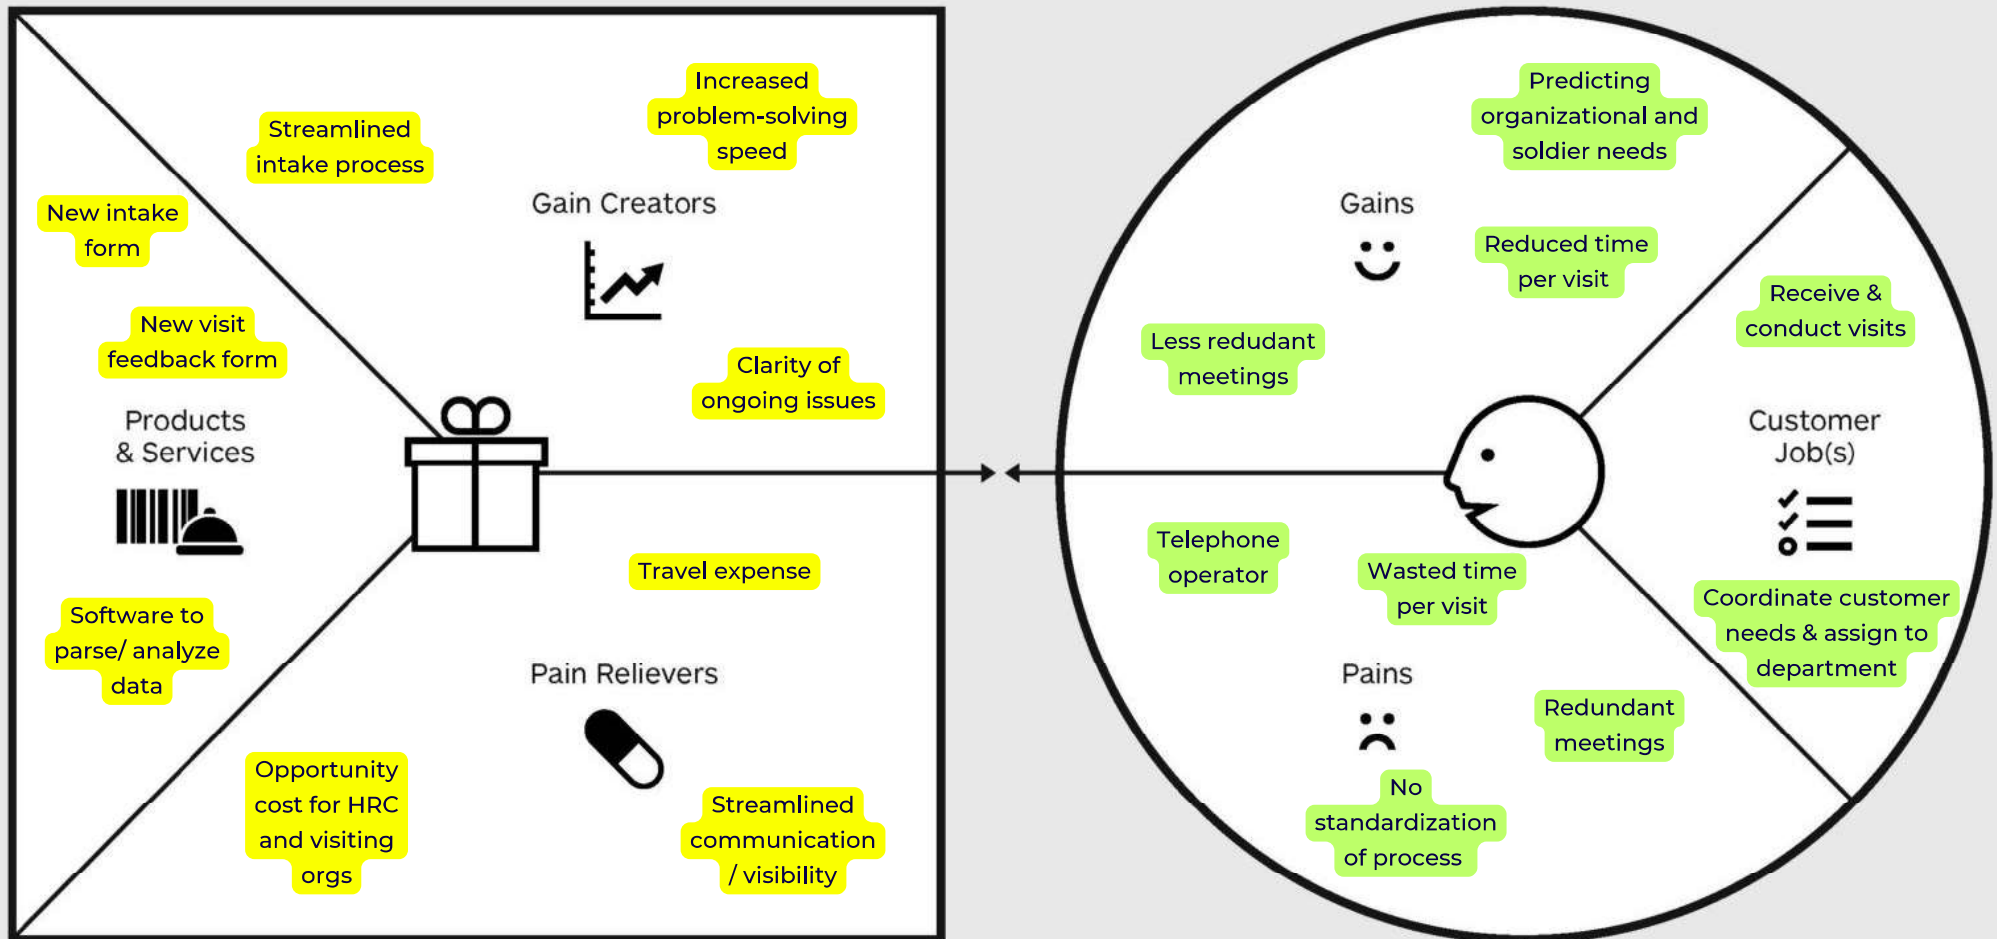 Increased
problem-solving
speed
Streamlined
intake process
Gain Creators
New intake
form
New visit
feedback form
Clarity of
ongoing issues
Products
& Services
Travel expense
Software to
parse/ analyze
data
Pain Relievers
Opportunity
cost for HRC
and visiting
orgs
Streamlined
communication
/ visibility
Predicting
organizational and
soldier needs
Gains
Reduced time
per visit
Less redudant
meetings
Receive &
conduct visits
Customer
Job(s)
Telephone
operator
Wasted time
per visit
Coordinate customer
needs & assign to
department
Pains
Redundant
meetings
No
standardization
of process